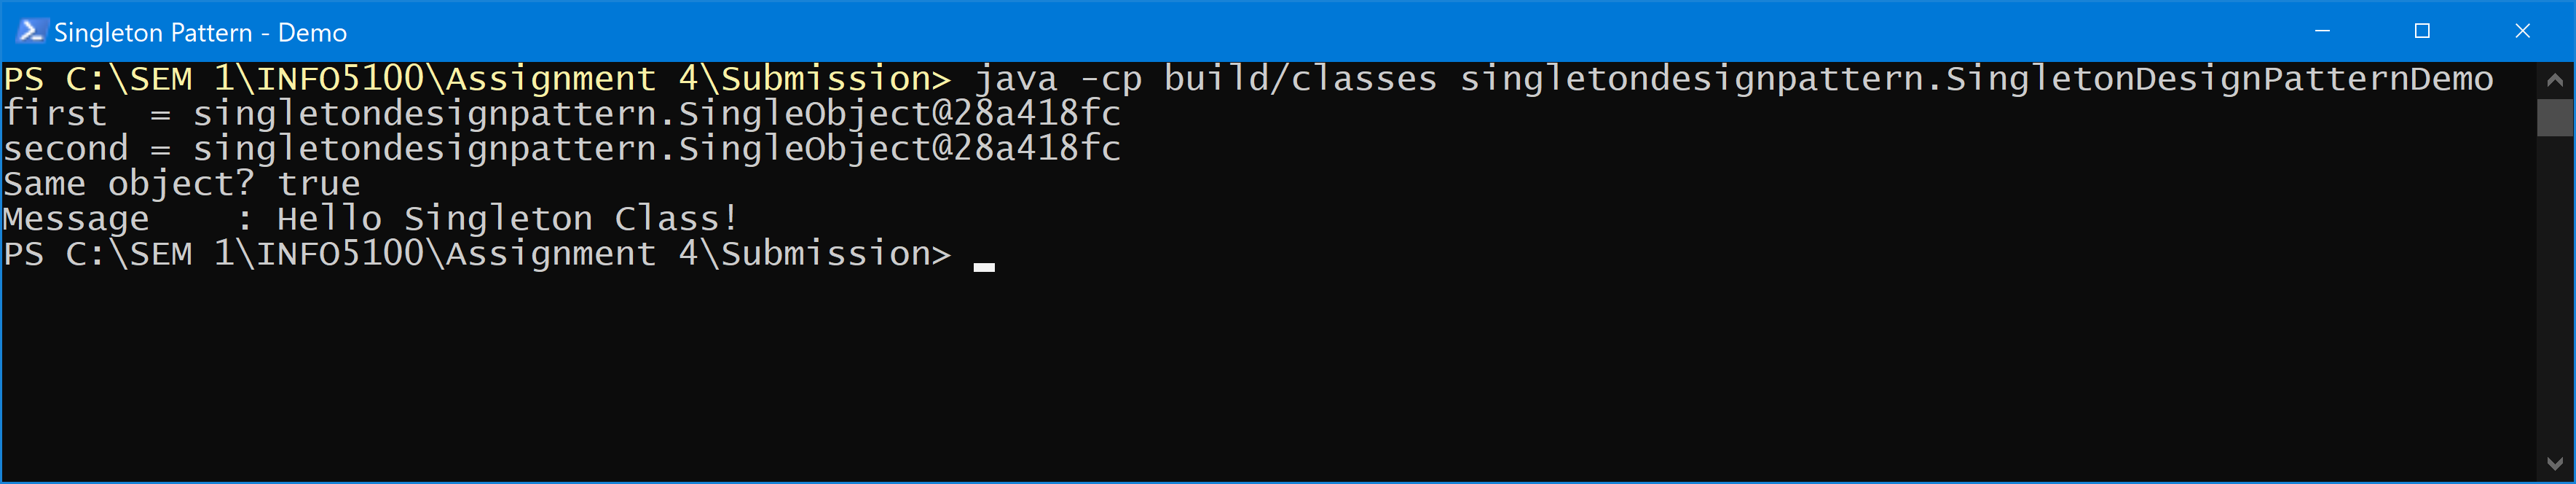 Singleton Pattern - Demo
PS C:\SEM 1\INFO5100\Assignment 4\Submission> java -cp build/classes singletondesignpattern.SingletonDesignPatternDemo
first  = singletondesignpattern.SingleObject@28a418fc
second = singletondesignpattern.SingleObject@28a418fc
Same object? true
Message    : Hello Singleton Class!
PS C:\SEM 1\INFO5100\Assignment 4\Submission>